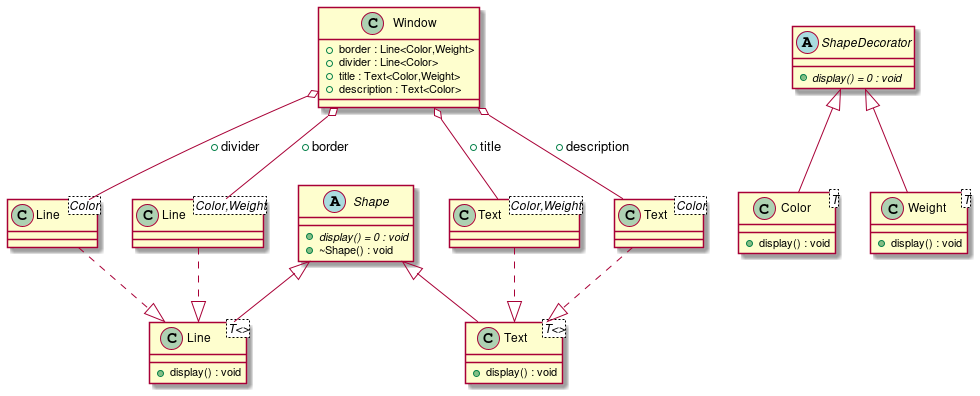 C Window
border : Line<Color,Weight>
divider : Line<Color>
title : Text<Color,Weight>
description : Text<Color>
A ShapeDecorator
display() = 0 : void
divider
border
title
description
C Line Color
C Line Color,Weight
A Shape
display() = 0 : void
~Shape() : void
C Text Color,Weight
C Text Color
C Color T
display() : void
C Weight T
display() : void
C Line T<>
display() : void
C Text T<>
display() : void